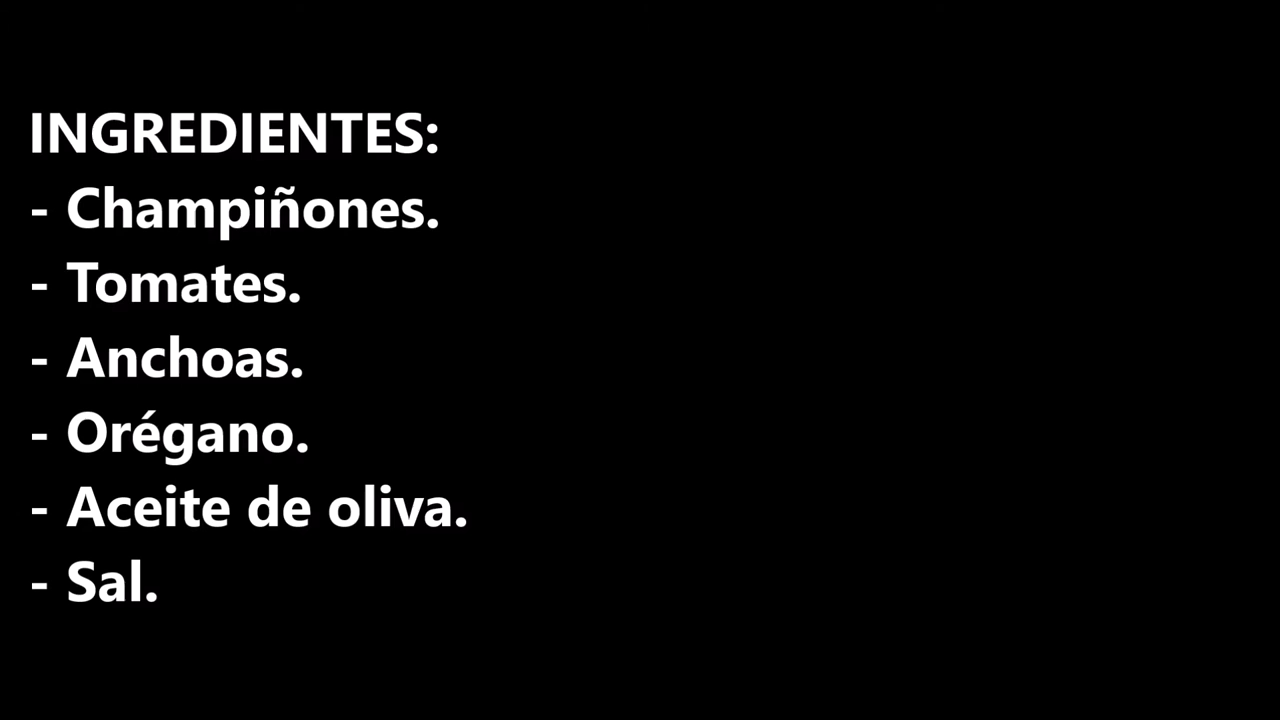 INGREDIENTES:
- Champiñones.
- Tomates.
- Anchoas.
- Orégano.
- Aceite de oliva.
- Sal.